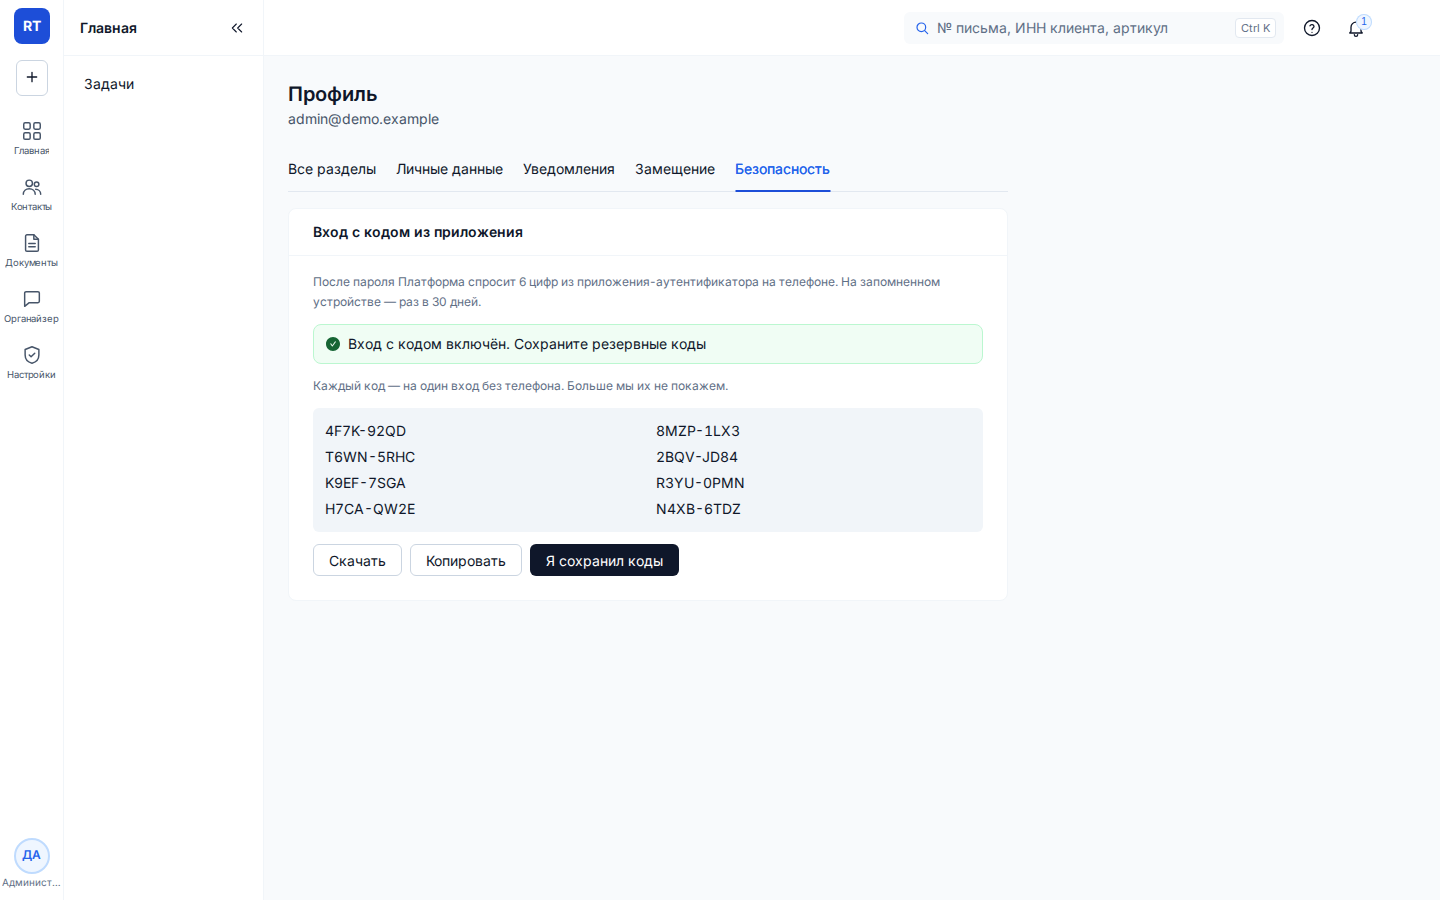 RT
Главная
№ письма, ИНН клиента, артикул
Ctrl K
1
Задачи
Главная
Контакты
Документы
Органайзер
Настройки
ДА
Админист...
Профиль
admin@demo.example
Все разделы
Личные данные
Уведомления
Замещение
Безопасность
Вход с кодом из приложения
После пароля Платформа спросит 6 цифр из приложения-аутентификатора на телефоне. На запомненном
устройстве — раз в 30 дней.
Вход с кодом включён. Сохраните резервные коды
Каждый код — на один вход без телефона. Больше мы их не покажем.
4F7K-92QD
8MZP-1LX3
T6WN-5RHC
2BQV-JD84
K9EF-7SGA
R3YU-0PMN
H7CA-QW2E
N4XB-6TDZ
Скачать
Копировать
Я сохранил коды